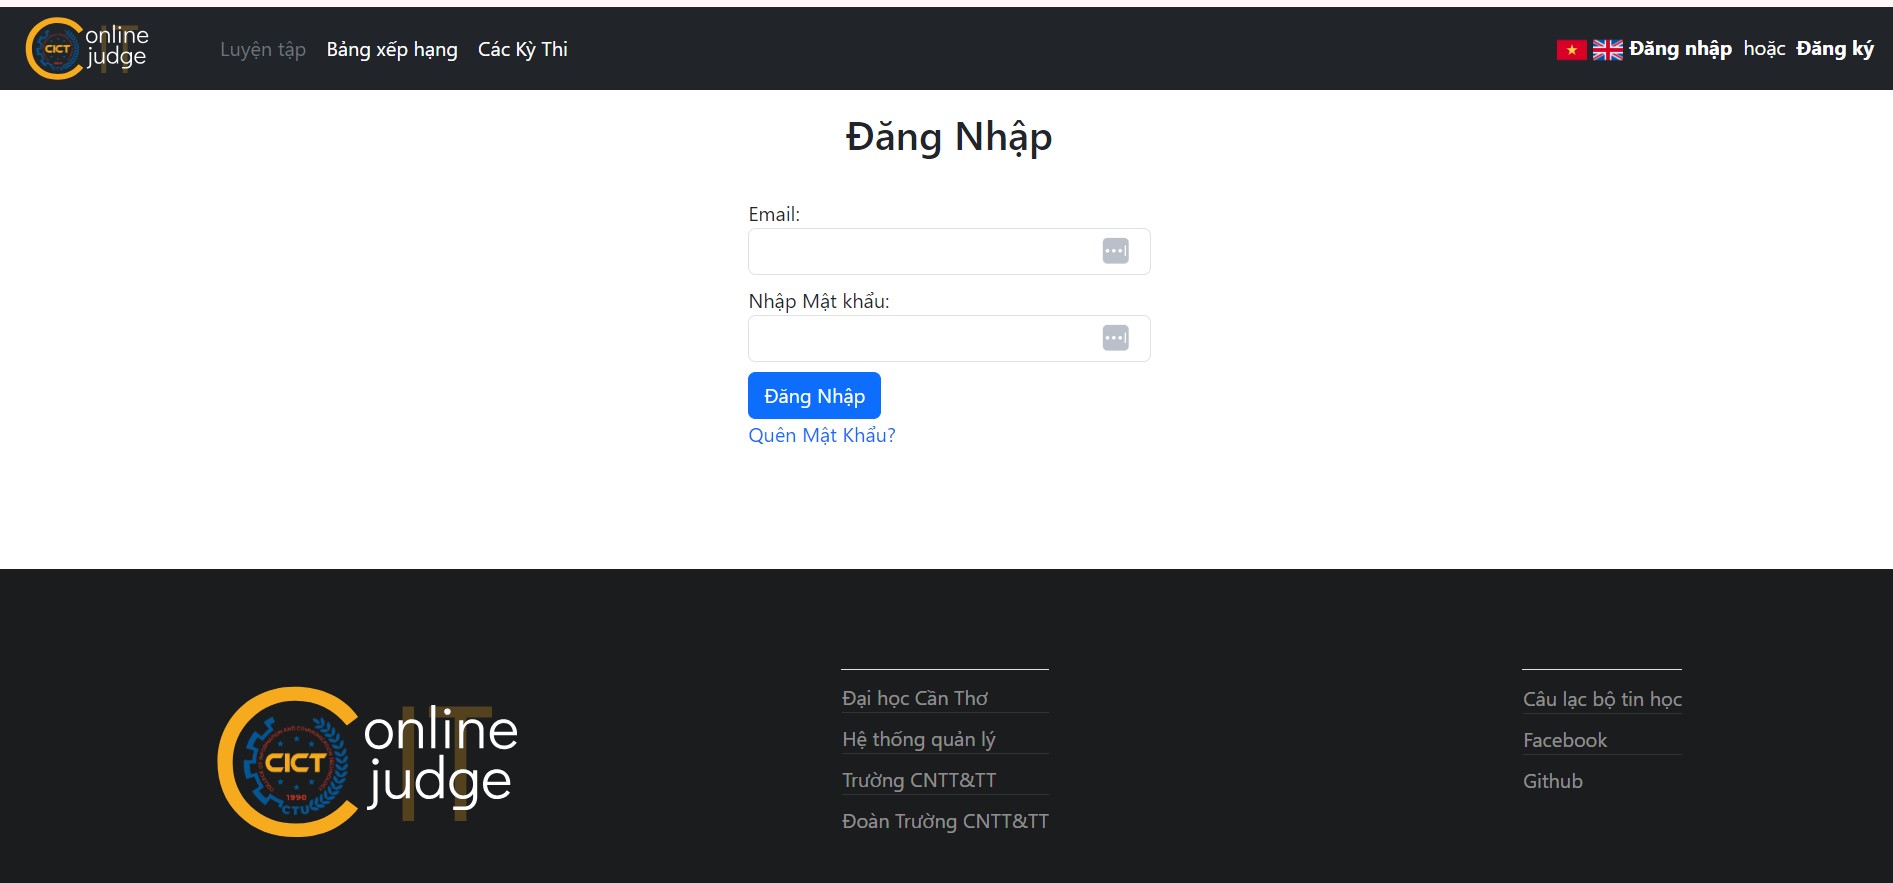 online
judge
CICT
Luyện tập Bảng xếp hạng Các Kỳ Thi
Đăng nhập hoặc Đăng ký
Đăng Nhập
Email:
Nhập Mật khẩu:
Đăng Nhập
Quên Mật Khẩu?
online
judge
IT
CICT
1990
CTU
Đại học Cần Thơ
Hệ thống quản lý
Trường CNTT&TT
Đoàn Trường CNTT&TT
Câu lạc bộ tin học
Facebook
Github